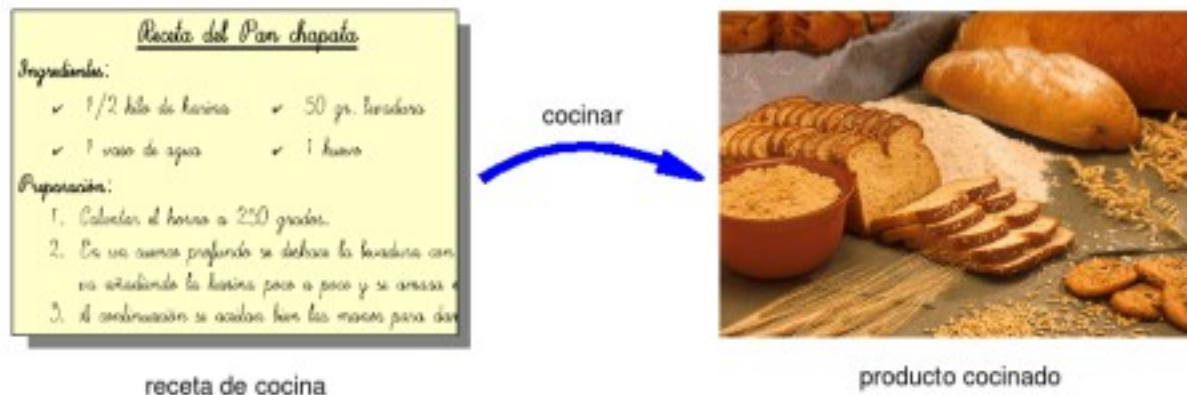 Receta del Pan chapata
Ingredientes:
✔ 1/2 kilo de harina ✔ 50 gr. levadura
✔ 1 vaso de agua ✔ 1 huevo
Preparación:
1. Calentar el horno a 250 grados.
2. En un cuenco profundo se deshace la levadura con
va añadiendo la harina poco a poco y se amasa
3. A continuación se aceitan bien las manos para dar
cocinar
receta de cocina
producto cocinado